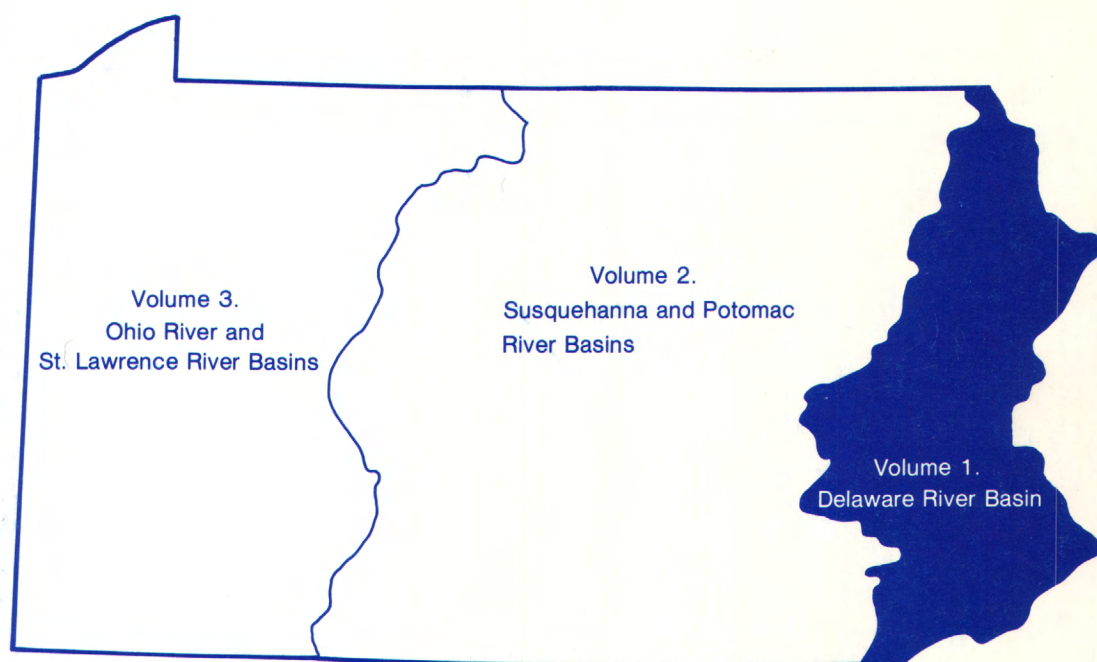 Volume 3.
Ohio River and
St. Lawrence River Basins
Volume 2.
Susquehanna and Potomac
River Basins
Volume 1.
Delaware River Basin